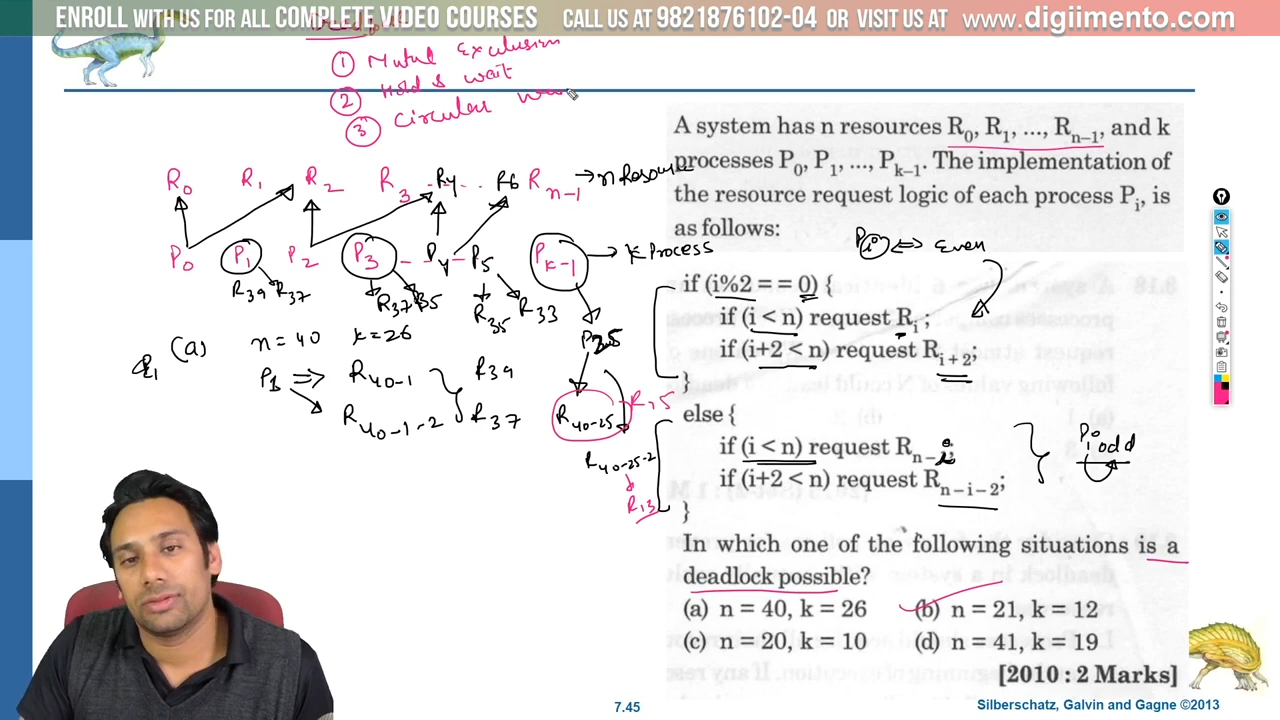 ENROLL WITH US FOR ALL COMPLETE VIDEO COURSES CALL US AT 9821876102-04 OR VISIT US AT www.digiimento.com
① Mutul Exclusion
② Hold & wait
③ Circular
R0 R1 R2 R3 -- R4 -- R6 Rn-1 → n Resource
P0 P1 P2 P3 -- P4 P5 Pk-1 → k Process
R39 R37 R37 R35 R35 R33
(a) n = 40 k = 26
P1 ⇒ R40-1 R39
R40-1-2 R37
R40-25 R15
R40-25-2
R13
A system has n resources R0, R1, ..., Rn–1, and k
processes P0, P1, ..., Pk–1. The implementation of
the resource request logic of each process Pi, is
as follows:
Pi ⇔ Even
if (i%2 = = 0) {
if (i < n) request Ri;
if (i+2 < n) request Ri+2;
}
else {
if (i < n) request Rn–i;
if (i+2 < n) request Rn–i–2;
}
Pi odd
In which one of the following situations is a
deadlock possible?
(a) n = 40, k = 26 (b) n = 21, k = 12
(c) n = 20, k = 10 (d) n = 41, k = 19
[2010 : 2 Marks]
7.45
Silberschatz, Galvin and Gagne ©2013